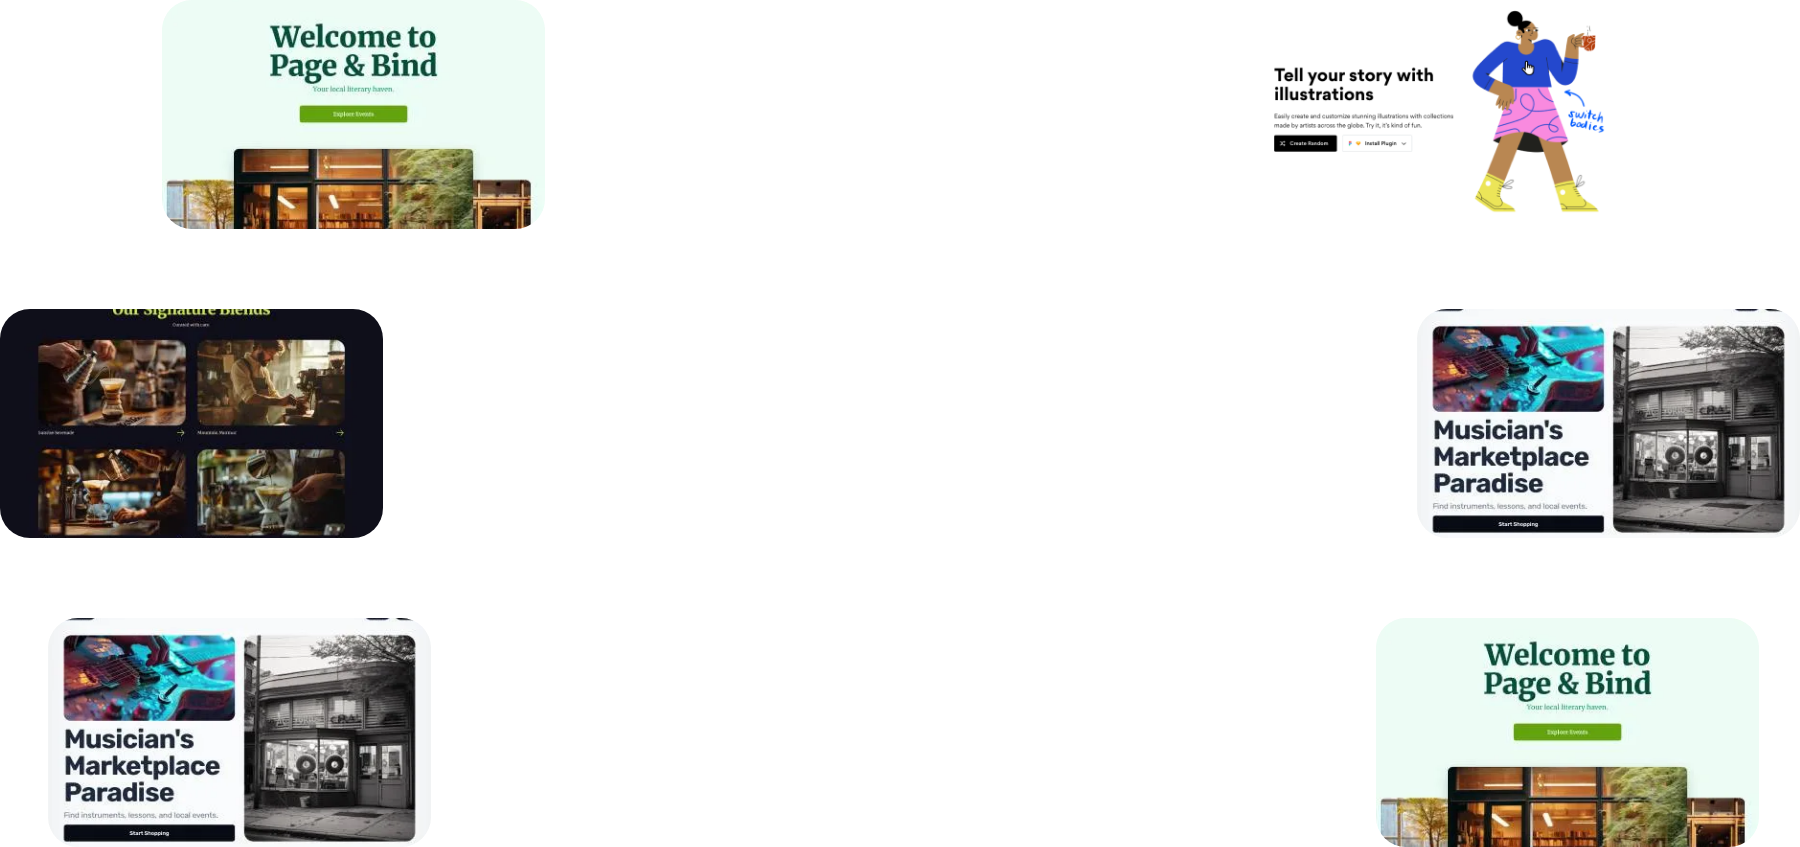 Welcome to
Page & Bind
Your local literary haven.
Explore Events
Tell your story with
illustrations
Easily create and customize stunning illustrations with collections
made by artists across the globe. Try it, it's kind of fun.
Create Random
Install Plugin
switch
bodies
Our Signature Blends
Curated with care
Sunrise Serenade
Musician's
Marketplace
Paradise
Find instruments, lessons, and local events.
Start Shopping
Musician's
Marketplace
Paradise
Find instruments, lessons, and local events.
Start Shopping
Welcome to
Page & Bind
Your local literary haven.
Explore Events